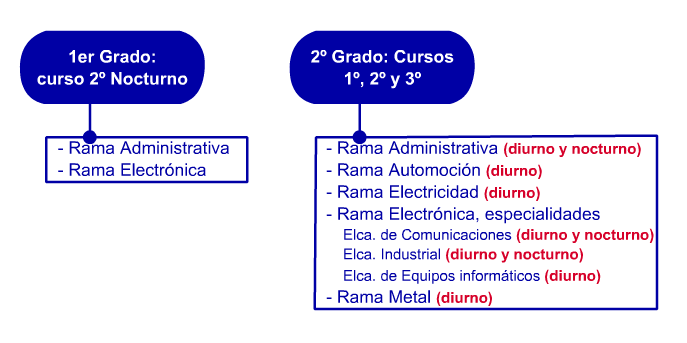 1er Grado:
curso 2º Nocturno
- Rama Administrativa
- Rama Electrónica
2º Grado: Cursos
1º, 2º y 3º
- Rama Administrativa (diurno y nocturno)
- Rama Automoción (diurno)
- Rama Electricidad (diurno)
- Rama Electrónica, especialidades
Elca. de Comunicaciones (diurno y nocturno)
Elca. Industrial (diurno y nocturno)
Elca. de Equipos informáticos (diurno)
- Rama Metal (diurno)